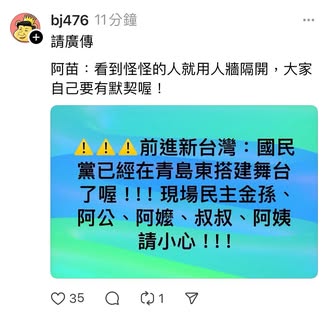 bj476 11分鐘
請廣傳
阿苗：看到怪怪的人就用人牆隔開，大家
自己要有默契喔！
⚠️⚠️⚠️前進新台灣：國民
黨已經在青島東搭建舞台
了喔!!! 現場民主金孫、
阿公、阿嬤、叔叔、阿姨
請小心!!!
35
1